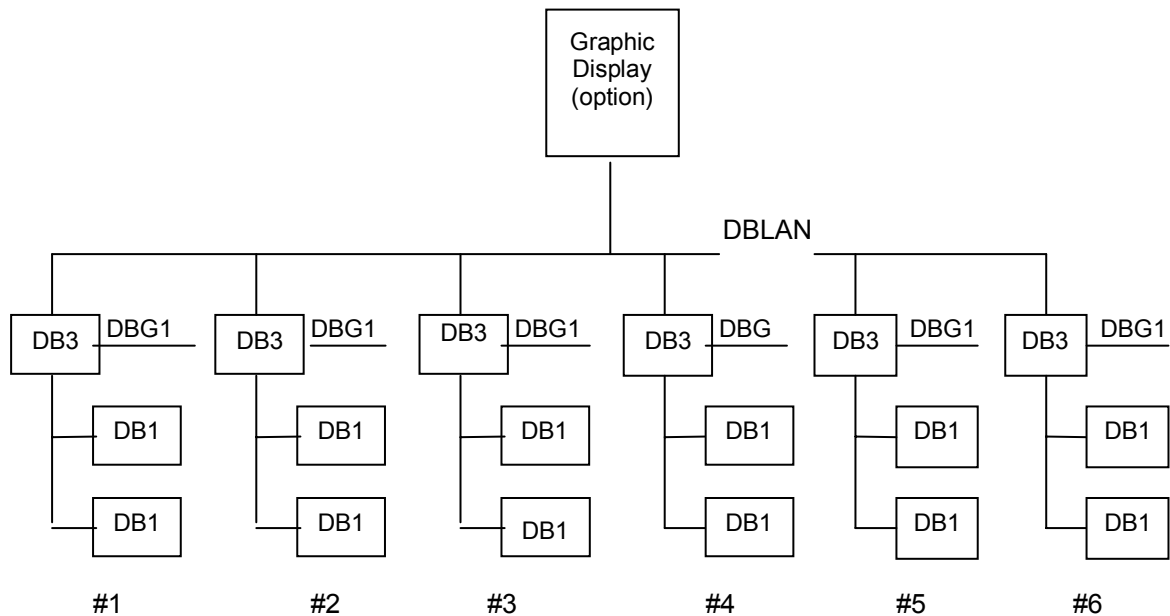 Graphic
Display
(option)
DBLAN
DB3 DBG1 DB3 DBG1 DB3 DBG1 DB3 DBG DB3 DBG1 DB3 DBG1
DB1 DB1 DB1 DB1 DB1 DB1
DB1 DB1 DB1 DB1 DB1 DB1
#1 #2 #3 #4 #5 #6